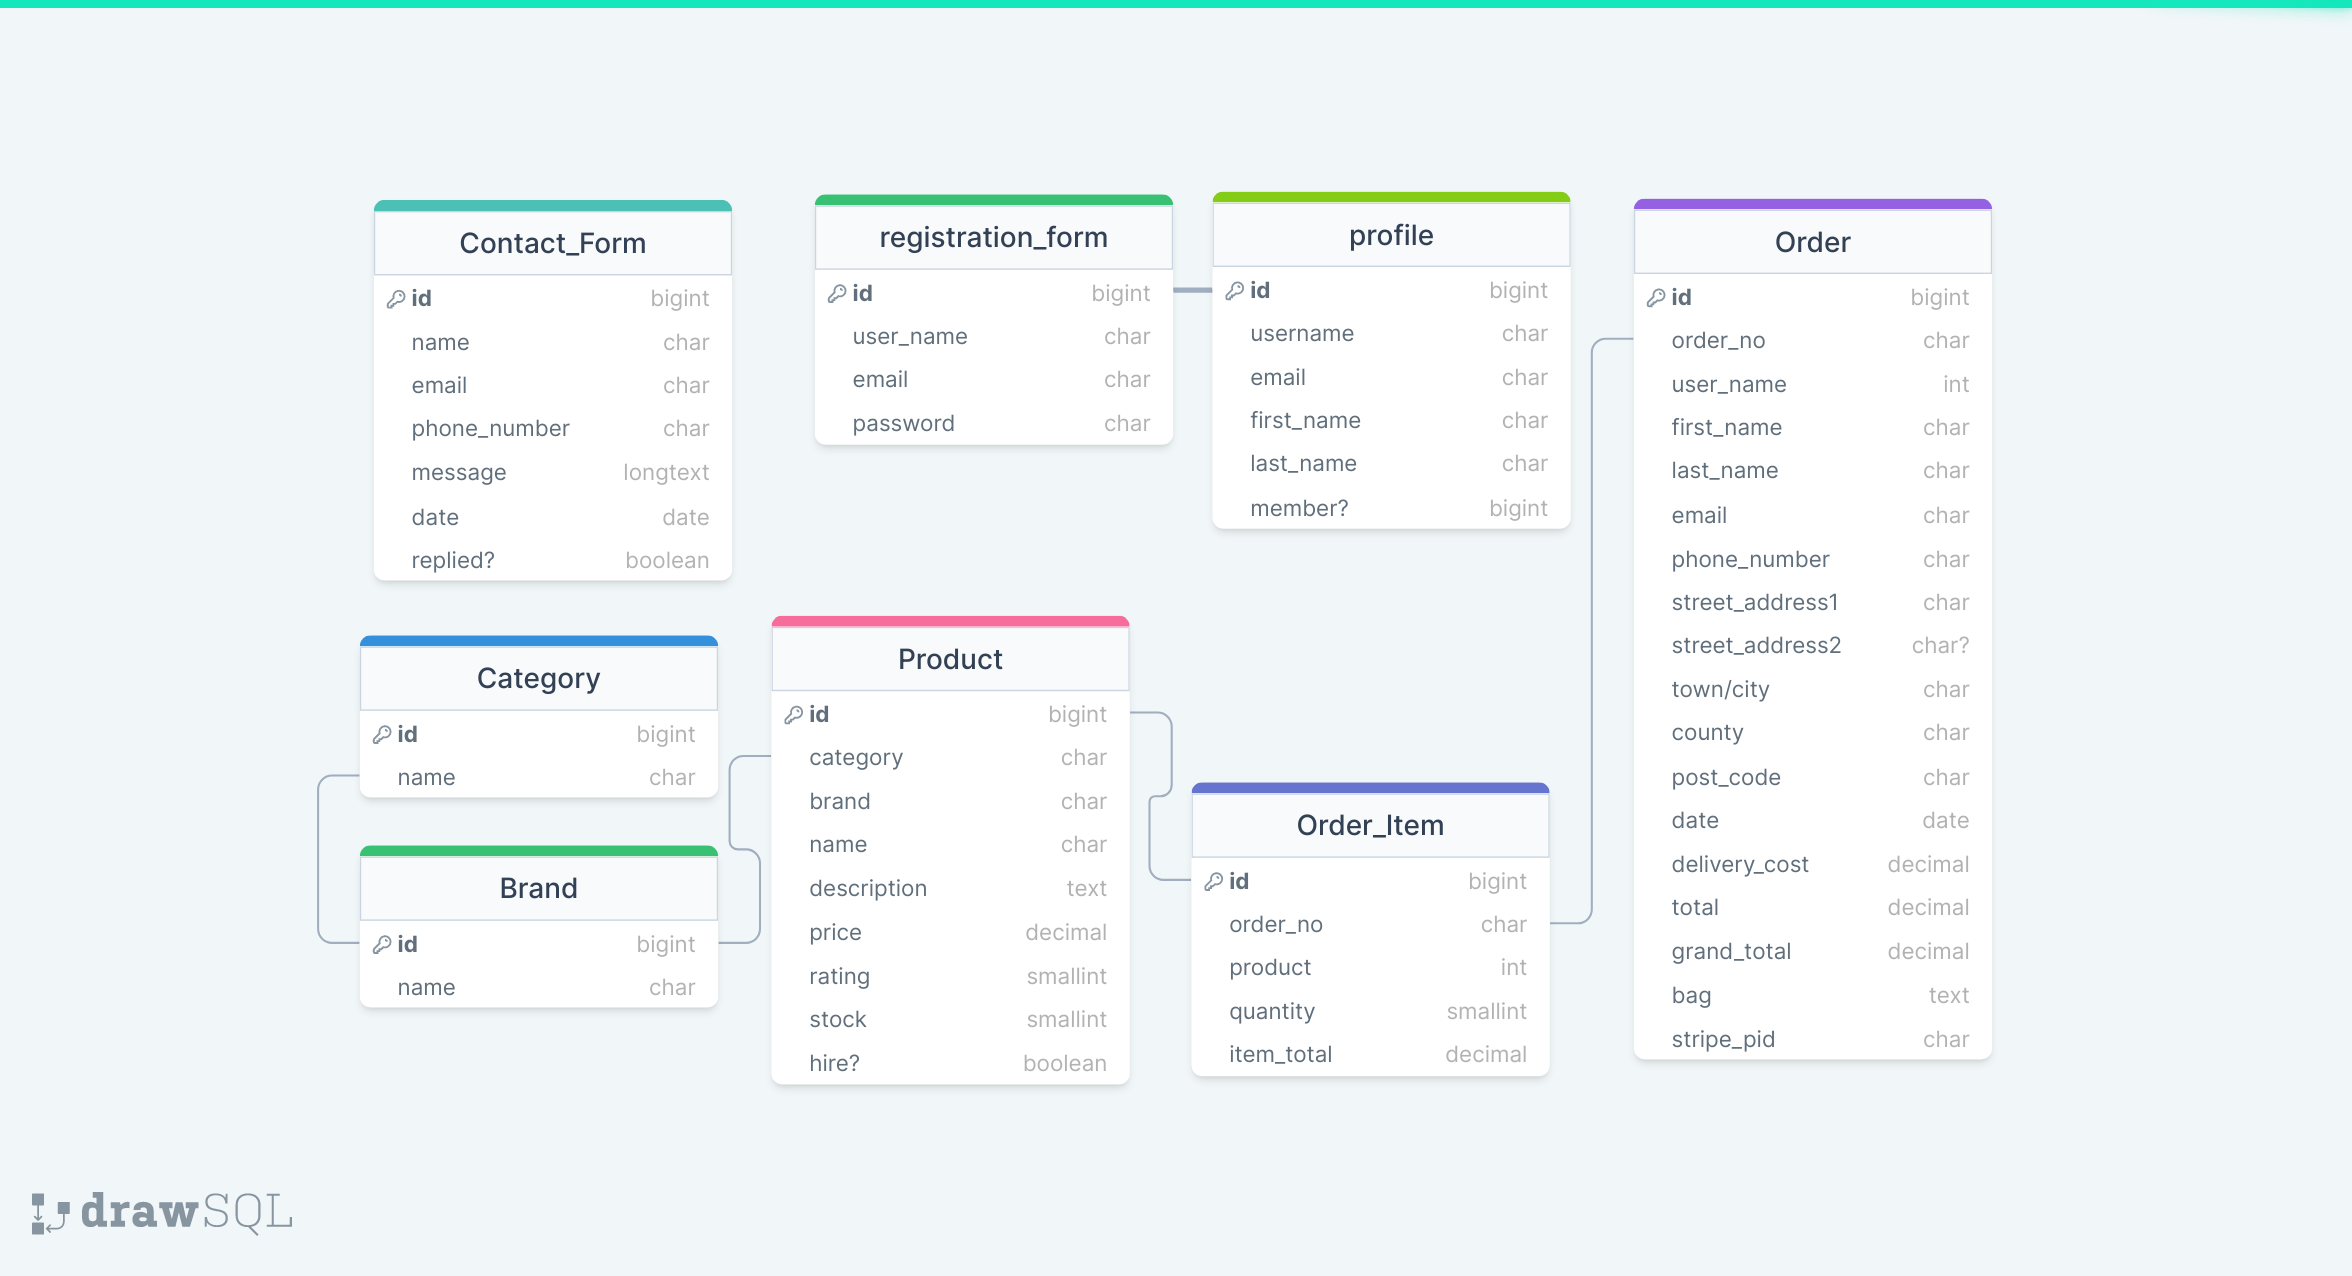 Contact_Form
id bigint
name char
email char
phone_number char
message longtext
date date
replied? boolean
registration_form
id bigint
user_name char
email char
password char
profile
id bigint
username char
email char
first_name char
last_name char
member? bigint
Order
id bigint
order_no char
user_name int
first_name char
last_name char
email char
phone_number char
street_address1 char
street_address2 char?
town/city char
county char
post_code char
date date
delivery_cost decimal
total decimal
grand_total decimal
bag text
stripe_pid char
Category
id bigint
name char
Brand
id bigint
name char
Product
id bigint
category char
brand char
name char
description text
price decimal
rating smallint
stock smallint
hire? boolean
Order_Item
id bigint
order_no char
product int
quantity smallint
item_total decimal
drawSQL